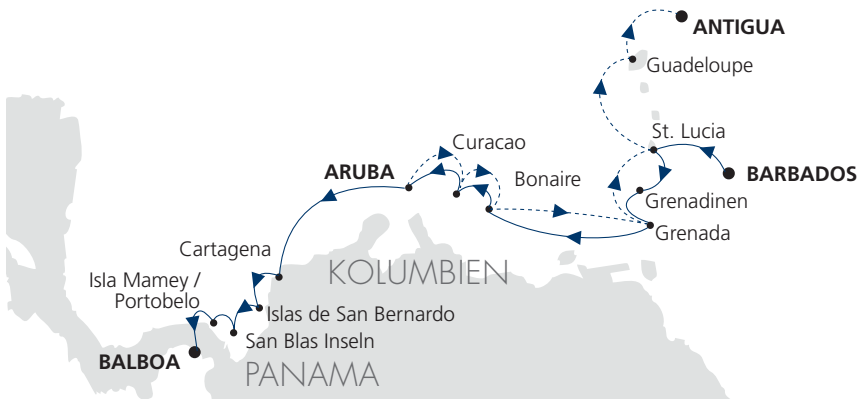 ANTIGUA
Guadeloupe
St. Lucia
Curacao
ARUBA
Bonaire
BARBADOS
Grenadinen
Grenada
Cartagena
KOLUMBIEN
Isla Mamey /
Portobelo
Islas de San Bernardo
San Blas Inseln
BALBOA
PANAMA